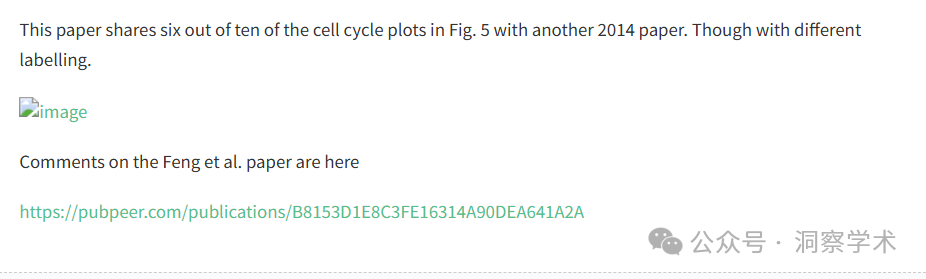 This paper shares six out of ten of the cell cycle plots in Fig. 5 with another 2014 paper. Though with different
labelling.
image
Comments on the Feng et al. paper are here
https://pubpeer.com/publications/B8153D1E8C3FE16314A90DEA641A2A
公众号 · 洞察学术